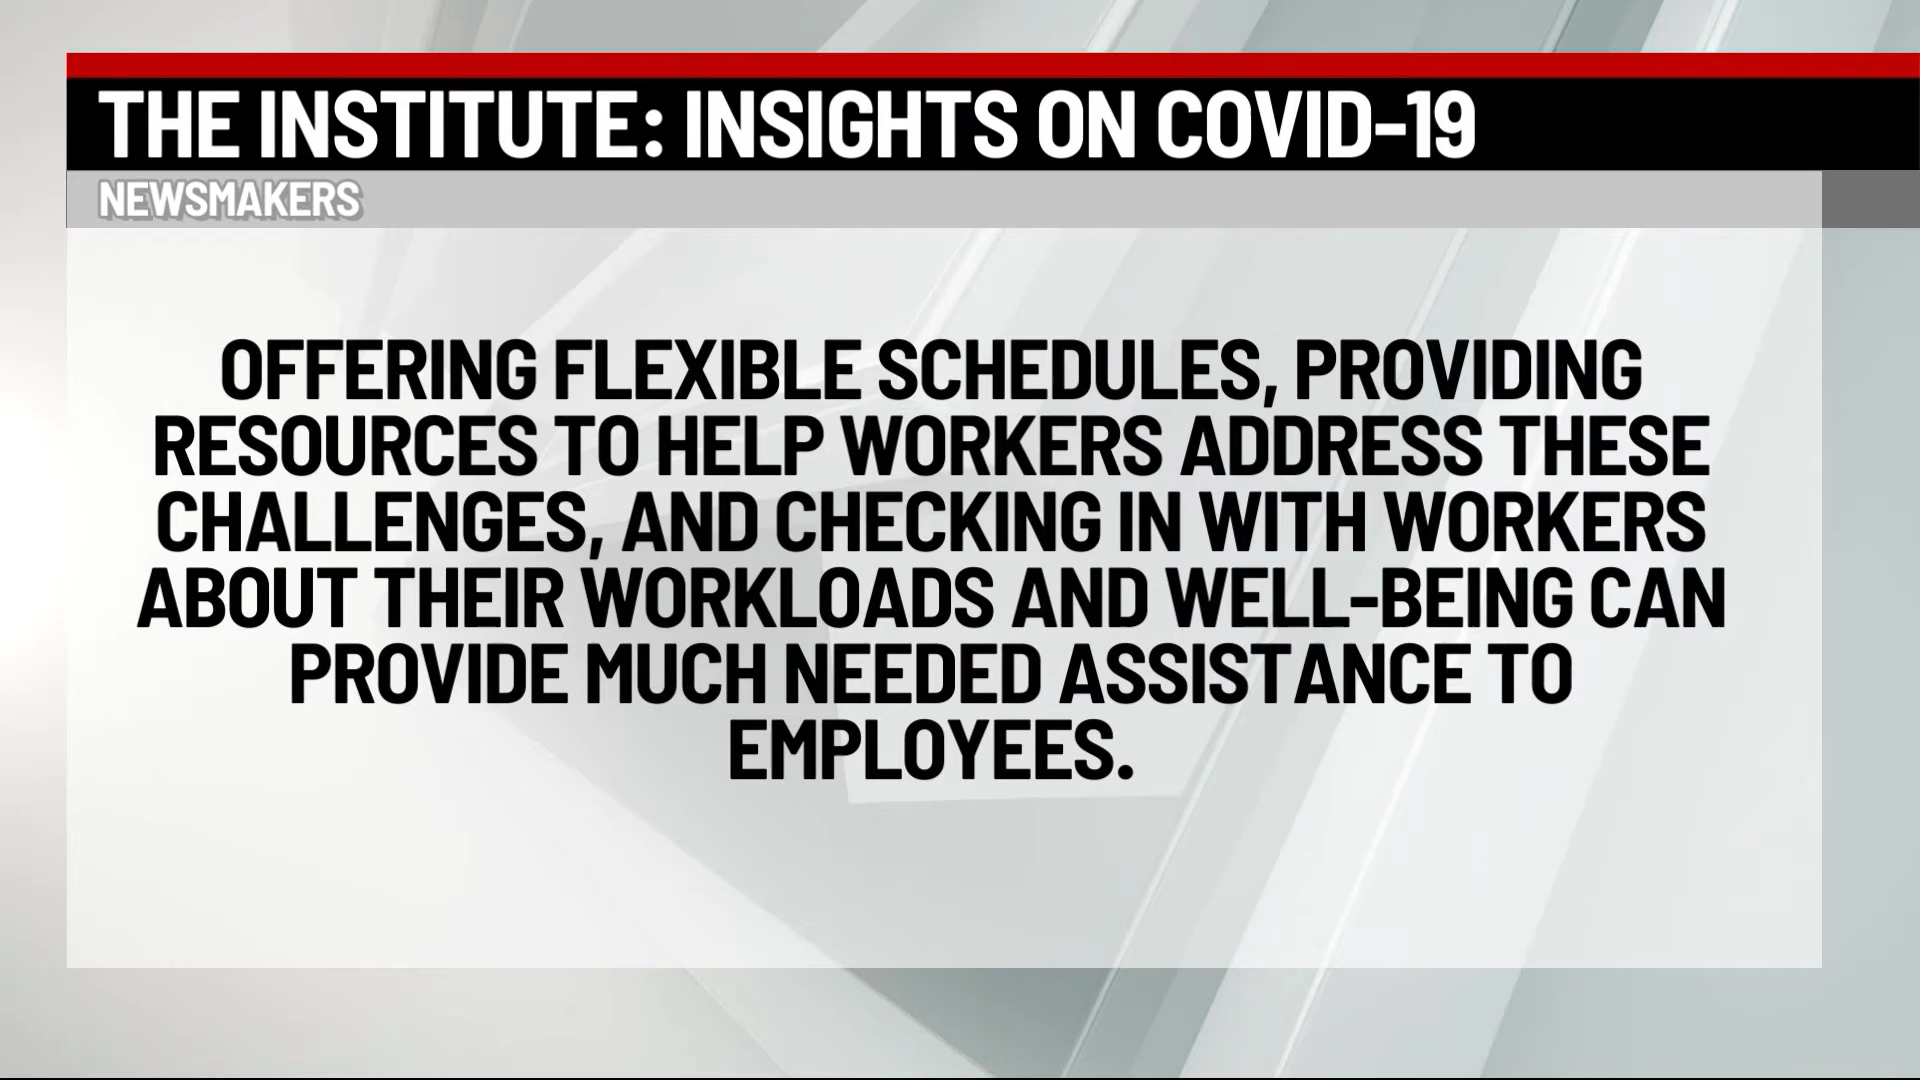 THE INSTITUTE: INSIGHTS ON COVID-19
NEWSMAKERS
OFFERING FLEXIBLE SCHEDULES, PROVIDING
RESOURCES TO HELP WORKERS ADDRESS THESE
CHALLENGES, AND CHECKING IN WITH WORKERS
ABOUT THEIR WORKLOADS AND WELL-BEING CAN
PROVIDE MUCH NEEDED ASSISTANCE TO
EMPLOYEES.